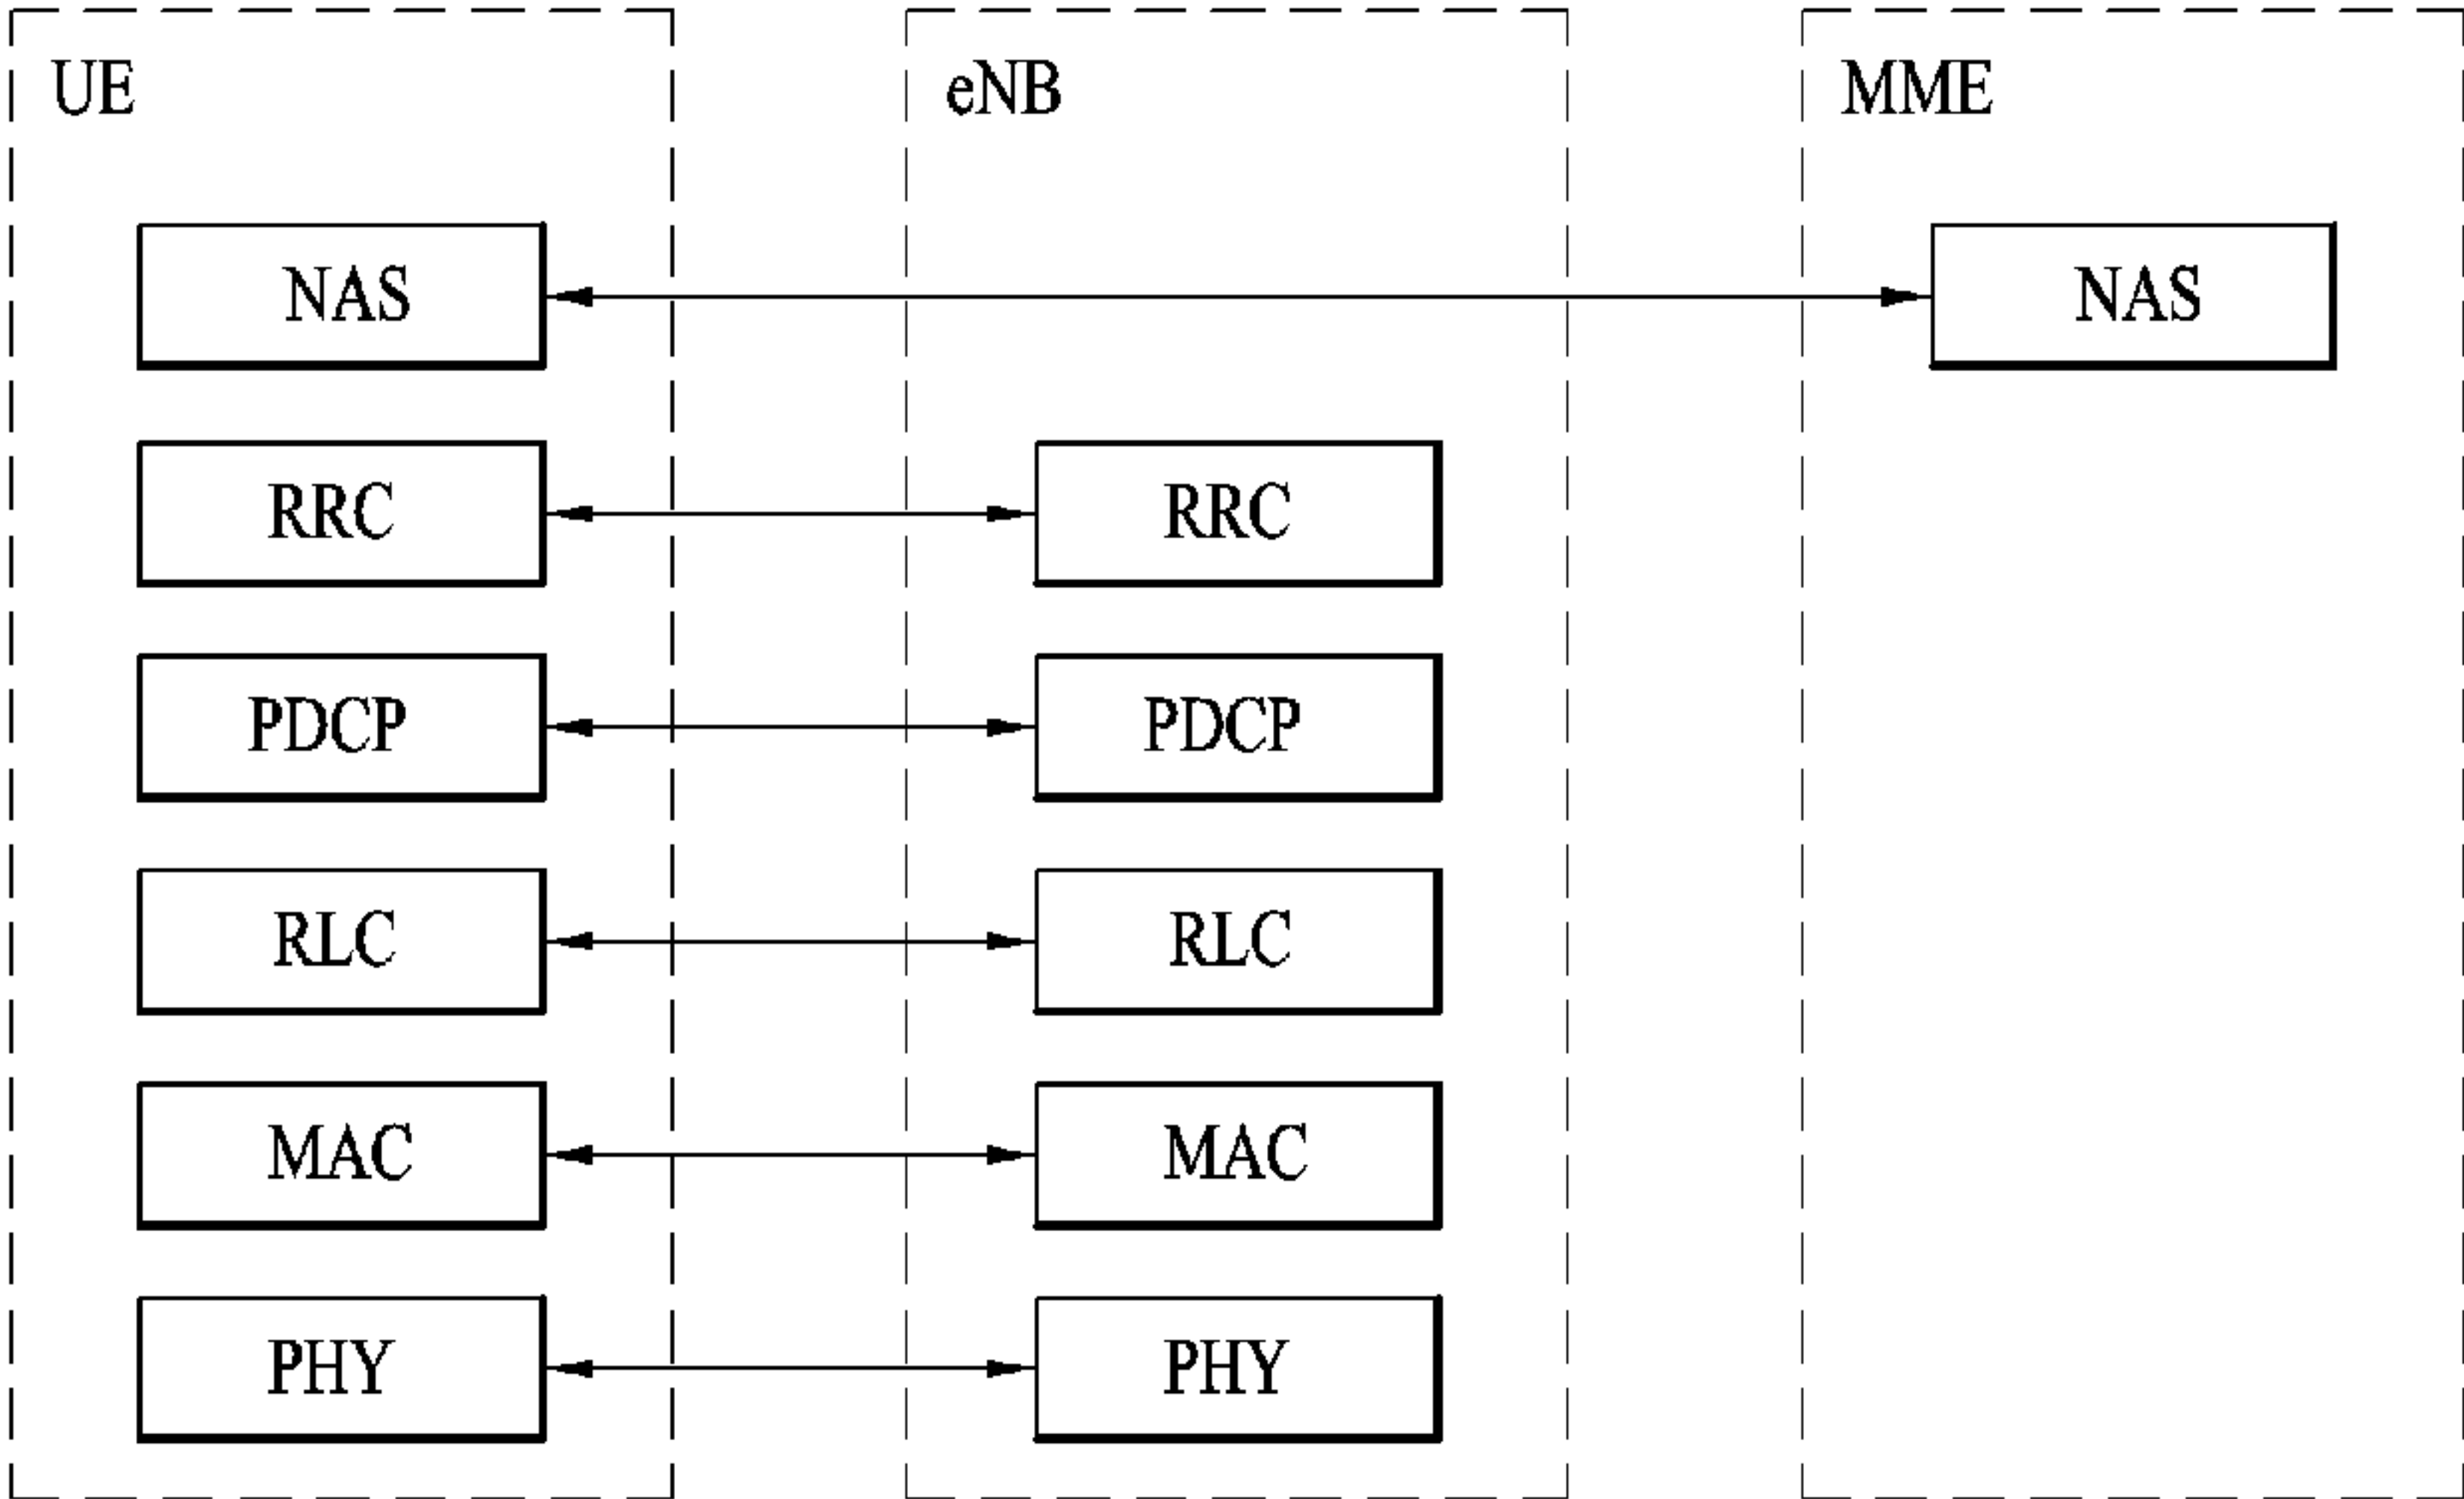 UE eNB MME
NAS NAS
RRC RRC
PDCP PDCP
RLC RLC
MAC MAC
PHY PHY